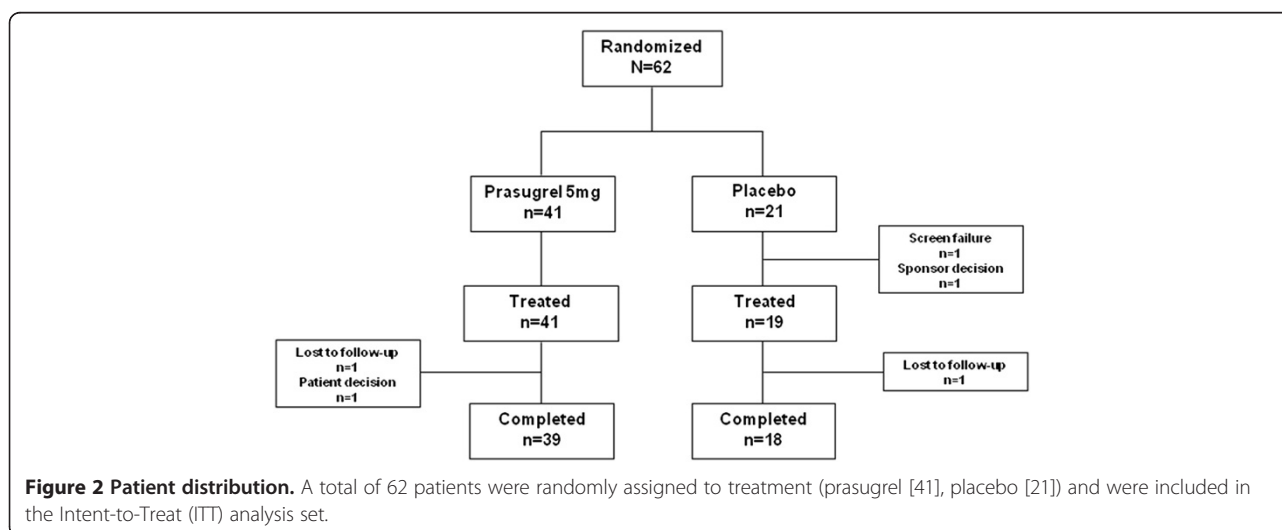 Randomized
N=62
Prasugrel 5mg
n=41
Placebo
n=21
Screen failure
n=1
Sponsor decision
n=1
Treated
n=41
Treated
n=19
Lost to follow-up
n=1
Patient decision
n=1
Lost to follow-up
n=1
Completed
n=39
Completed
n=18
Figure 2 Patient distribution. A total of 62 patients were randomly assigned to treatment (prasugrel [41], placebo [21]) and were included in
the Intent-to-Treat (ITT) analysis set.